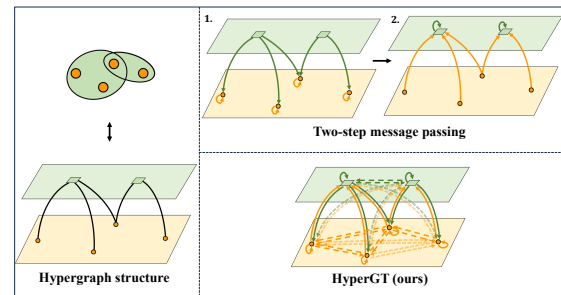 1.
2.
Two-step message passing
Hypergraph structure
HyperGT (ours)